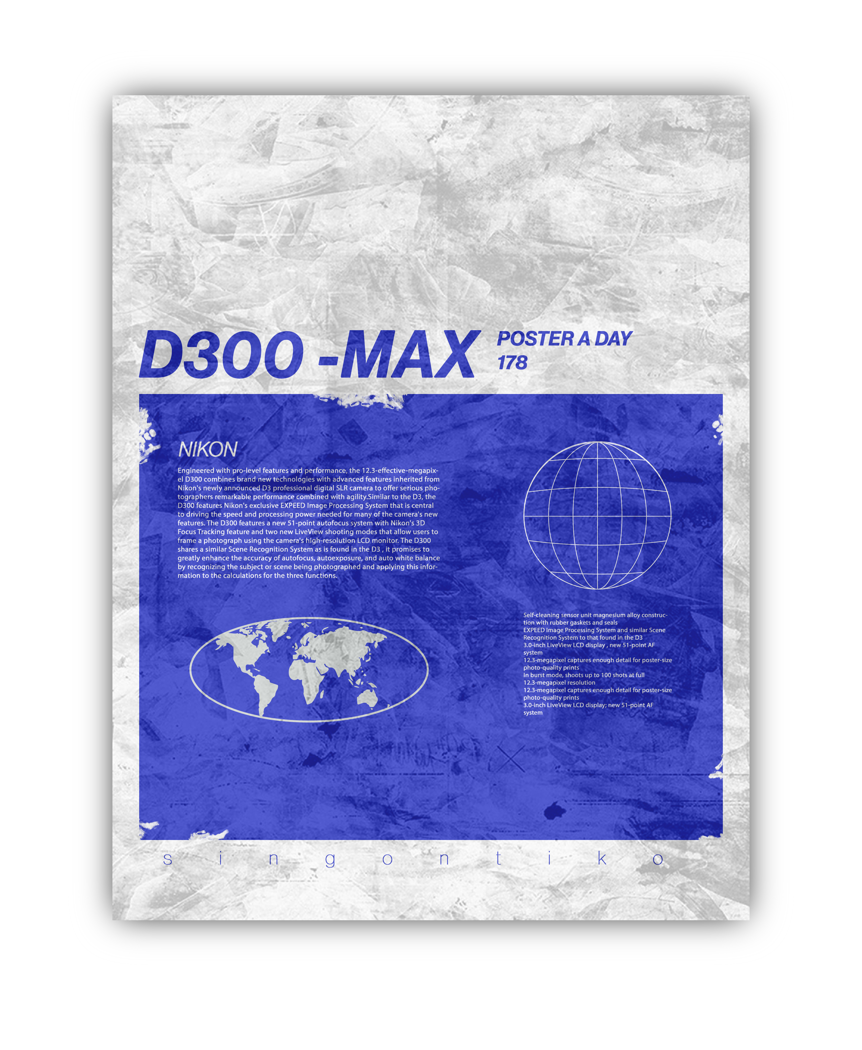 D300 -MAX
POSTER A DAY
178
NIKON
Engineered with pro-level features and performance, the 12.3-effective-megapix-
el D300 combines brand new technologies with advanced features inherited from
Nikon's newly announced D3 professional digital SLR camera to offer serious pho-
tographers remarkable performance combined with agility.Similar to the D3, the
D300 features Nikon's exclusive EXPEED Image Processing System that is central
to driving the speed and processing power needed for many of the camera's new
features. The D300 features a new 51-point autofocus system with Nikon's 3D
Focus Tracking feature and two new LiveView shooting modes that allow users to
frame a photograph using the camera's high-resolution LCD monitor. The D300
shares a similar Scene Recognition System as is found in the D3 , it promises to
greatly enhance the accuracy of autofocus, autoexposure, and auto white balance
by recognizing the subject or scene being photographed and applying this infor-
mation to the calculations for the three functions.
Self-cleaning sensor unit magnesium alloy construc-
tion with rubber gaskets and seals
EXPEED Image Processing System and similar Scene
Recognition System to that found in the D3
3.0-inch LiveView LCD display , new 51-point AF
system
12.3-megapixel captures enough detail for poster-size
photo-quality prints
In burst mode, shoots up to 100 shots at full
12.3-megapixel resolution
12.3-megapixel captures enough detail for poster-size
photo-quality prints
3.0-inch LiveView LCD display; new 51-point AF
system
s i n g o n t i k o